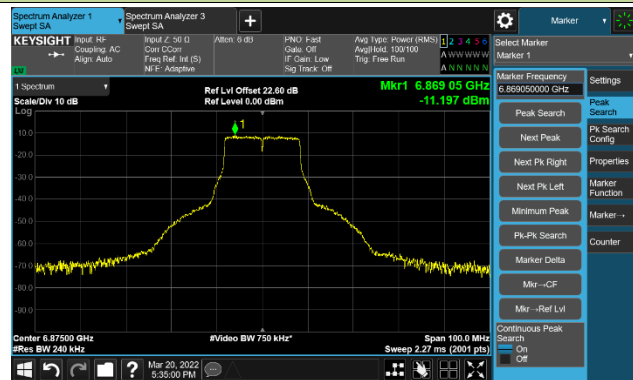 Spectrum Analyzer 1
Swept SA
Spectrum Analyzer 3
Swept SA
+
Marker
KEYSIGHT
Input: RF
Coupling: AC
Align: Auto
Input Z: 50 Ω
Corr CCorr
Freq Ref: Int (S)
NFE: Adaptive
Atten: 6 dB
PNO: Fast
Gate: Off
IF Gain: Low
Sig Track: Off
Avg Type: Power (RMS)
Avg|Hold: 100/100
Trig: Free Run
1 2 3 4 5 6
A W W W W W
A N N N N N
Select Marker
Marker 1
1 Spectrum
Scale/Div 10 dB
Log
Ref Lvl Offset 22.60 dB
Ref Level 0.00 dBm
Mkr1 6.869 05 GHz
-11.197 dBm
1
-10.0
-20.0
-30.0
-40.0
-50.0
-60.0
-70.0
-80.0
-90.0
Center 6.87500 GHz
#Res BW 240 kHz
#Video BW 750 kHz*
Span 100.0 MHz
Sweep 2.27 ms (2001 pts)
Marker Frequency
6.869050000 GHz
Peak Search
Next Peak
Next Pk Right
Next Pk Left
Minimum Peak
Pk-Pk Search
Marker Delta
Mkr→CF
Mkr→Ref Lvl
Continuous Peak
Search
On
Off
Settings
Peak
Search
Pk Search
Config
Properties
Marker
Function
Marker→
Counter
?
Mar 20, 2022
5:35:00 PM